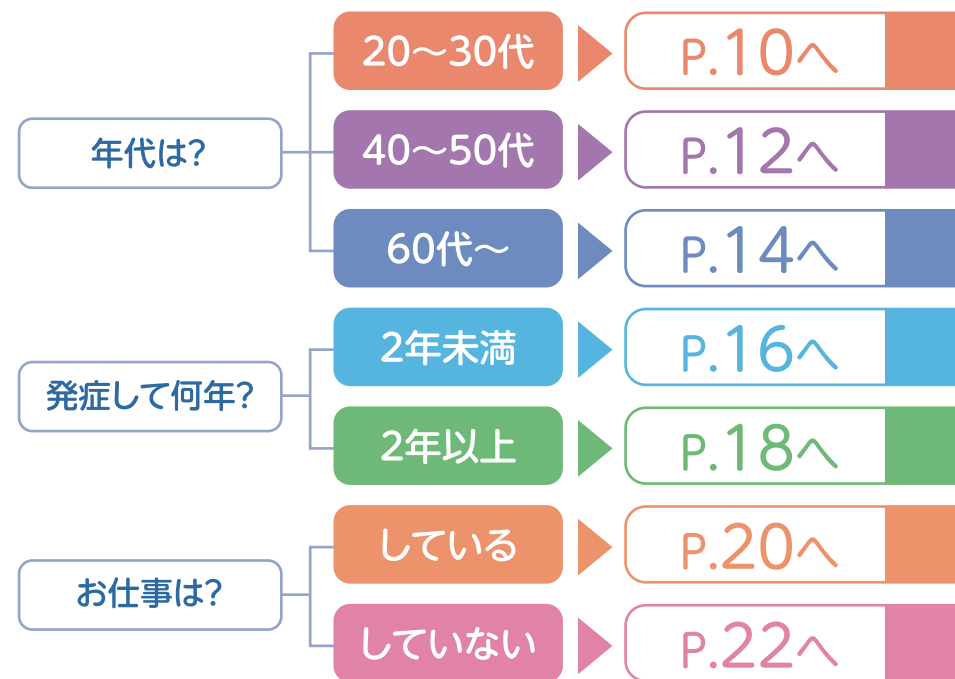 年代は?
20〜30代
P.10へ
40〜50代
P.12へ
60代〜
P.14へ
発症して何年?
2年未満
P.16へ
2年以上
P.18へ
お仕事は?
している
P.20へ
していない
P.22へ